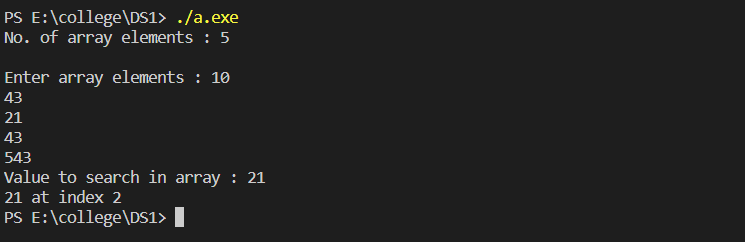 PS E:\college\DS1> ./a.exe
No. of array elements : 5
Enter array elements : 10
43
21
43
543
Value to search in array : 21
21 at index 2
PS E:\college\DS1>